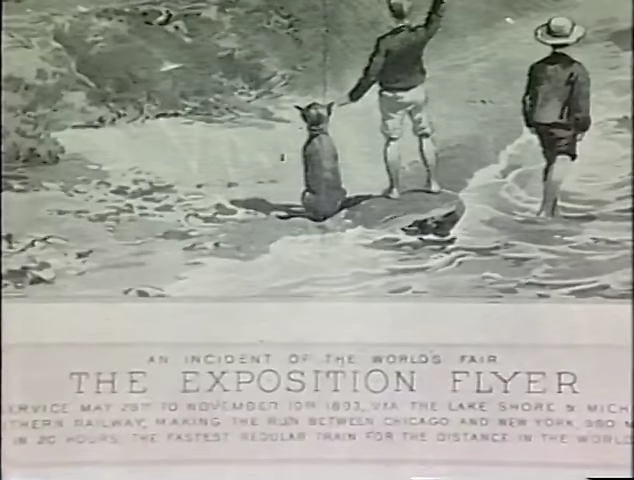 AN INCIDENT OF THE WORLD'S FAIR
THE EXPOSITION FLYER
ERVICE MAY 28TH TO NOVEMBER 19TH 1893, VIA THE LAKE SHORE & MICH
THERN RAILWAY, MAKING THE RUN BETWEEN CHICAGO AND NEW YORK, 980 M
IN 20 HOURS. THE FASTEST REGULAR TRAIN FOR THE DISTANCE IN THE WORLD